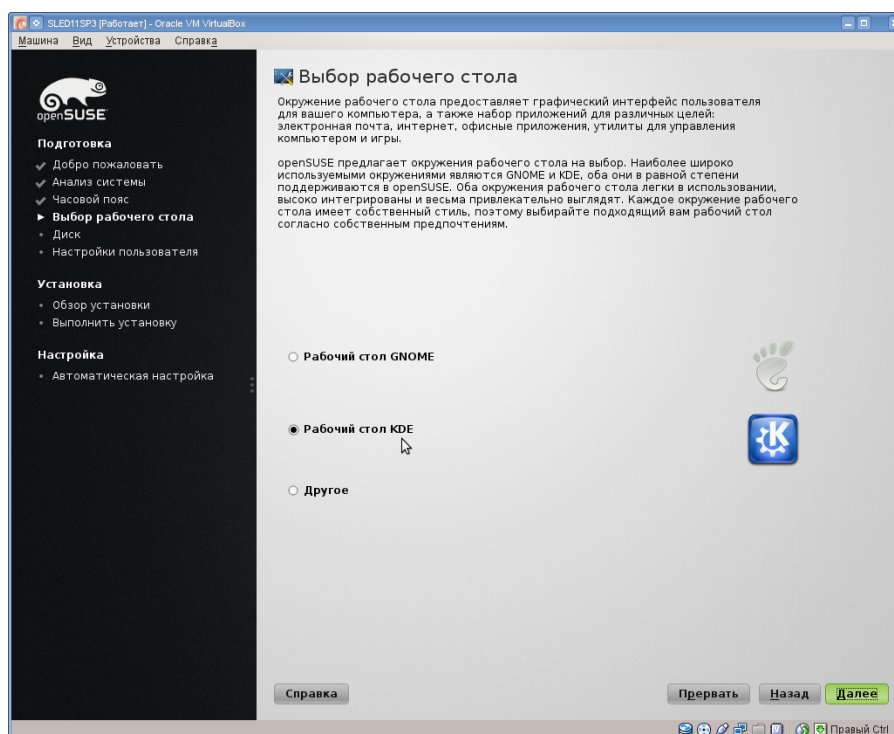 SLED11SP3 [Работает] - Oracle VM VirtualBox
Машина Вид Устройства Справка
openSUSE
Подготовка
Добро пожаловать
Анализ системы
Часовой пояс
Выбор рабочего стола
Диск
Настройки пользователя
Установка
Обзор установки
Выполнить установку
Настройка
Автоматическая настройка
Выбор рабочего стола
Окружение рабочего стола предоставляет графический интерфейс пользователя
для вашего компьютера, а также набор приложений для различных целей:
электронная почта, интернет, офисные приложения, утилиты для управления
компьютером и игры.
openSUSE предлагает окружения рабочего стола на выбор. Наиболее широко
используемыми окружениями являются GNOME и KDE, оба они в равной степени
поддерживаются в openSUSE. Оба окружения рабочего стола легки в использовании,
высоко интегрированы и весьма привлекательно выглядят. Каждое окружение рабочего
стола имеет собственный стиль, поэтому выбирайте подходящий вам рабочий стол
согласно собственным предпочтениям.
Рабочий стол GNOME
Рабочий стол KDE
Другое
Справка Прервать Назад Далее
Правый Ctrl